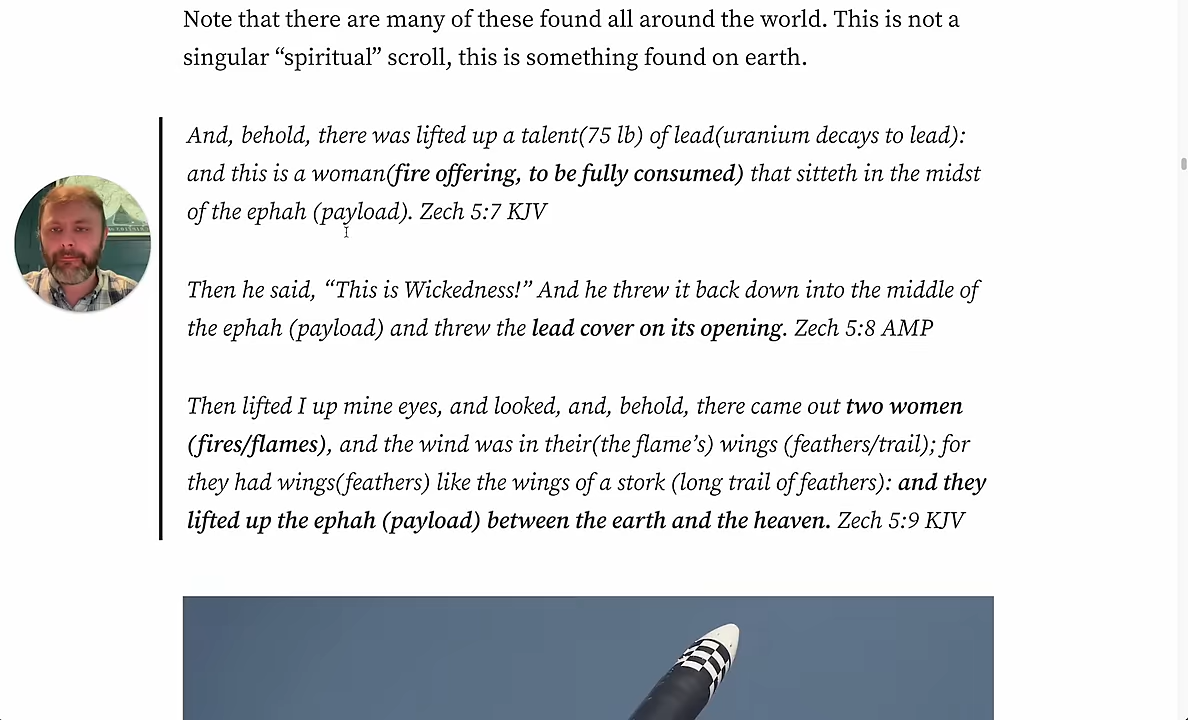 Note that there are many of these found all around the world. This is not a
singular “spiritual” scroll, this is something found on earth.
And, behold, there was lifted up a talent(75 lb) of lead(uranium decays to lead):
and this is a woman(fire offering, to be fully consumed) that sitteth in the midst
of the ephah (payload). Zech 5:7 KJV
Then he said, “This is Wickedness!” And he threw it back down into the middle of
the ephah (payload) and threw the lead cover on its opening. Zech 5:8 AMP
Then lifted I up mine eyes, and looked, and, behold, there came out two women
(fires/flames), and the wind was in their(the flame’s) wings (feathers/trail); for
they had wings(feathers) like the wings of a stork (long trail of feathers): and they
lifted up the ephah (payload) between the earth and the heaven. Zech 5:9 KJV